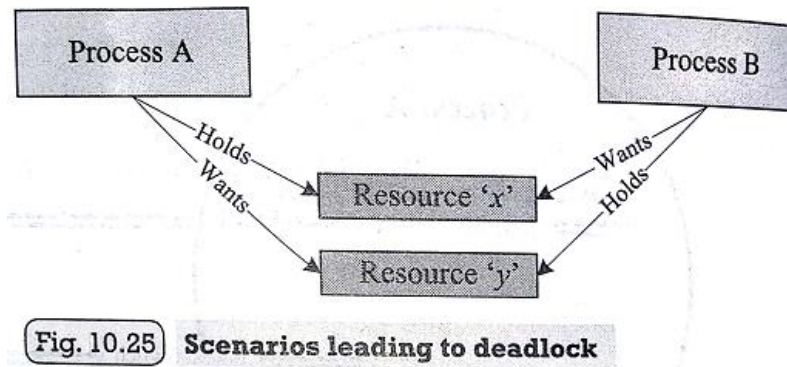 Process A
Process B
Holds
Wants
Wants
Holds
Resource ‘x’
Resource ‘y’
Fig. 10.25 Scenarios leading to deadlock